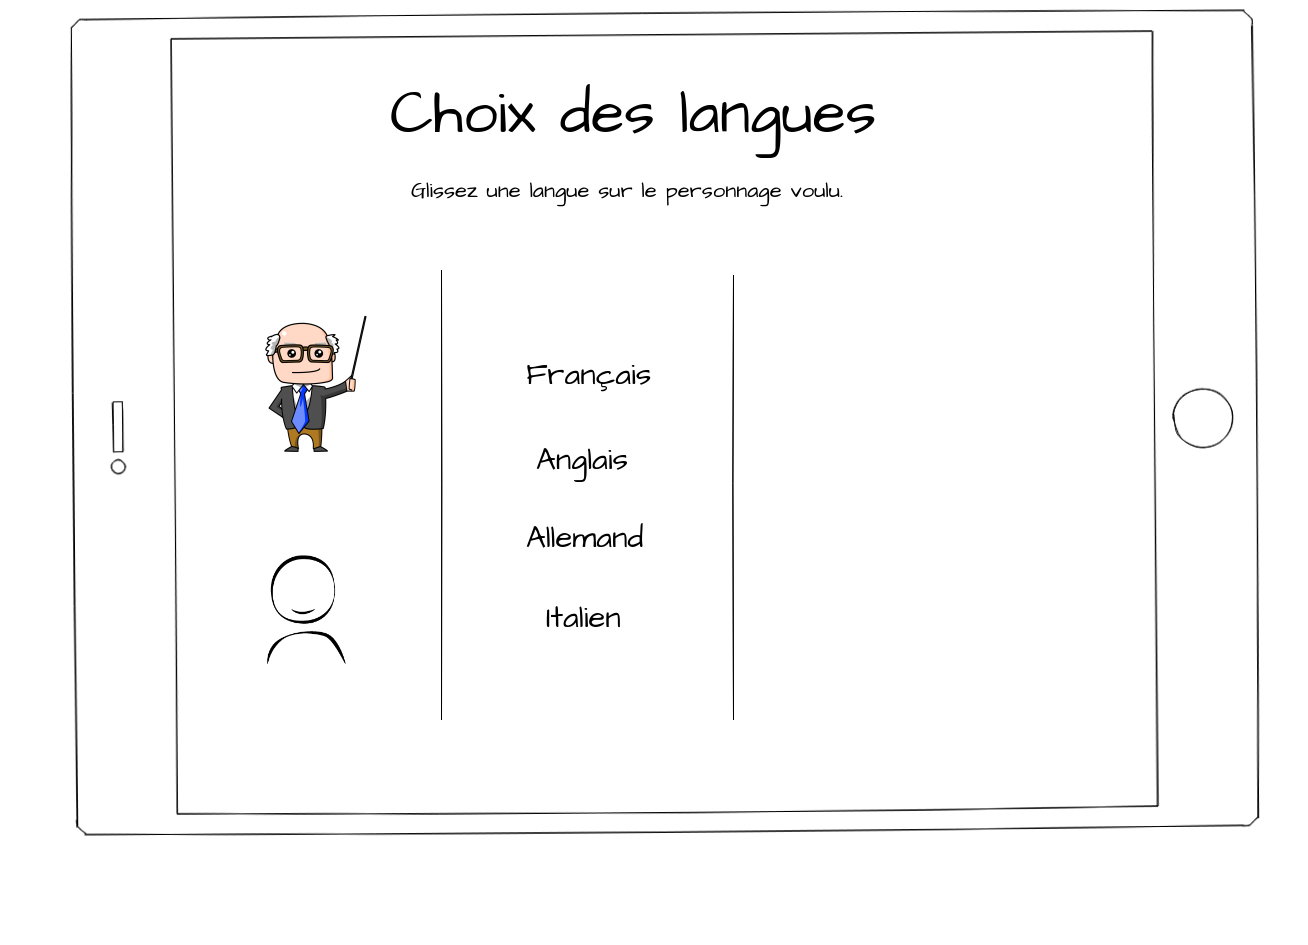 Choix des langues
Glissez une langue sur le personnage voulu.
Français
Anglais
Allemand
Italien